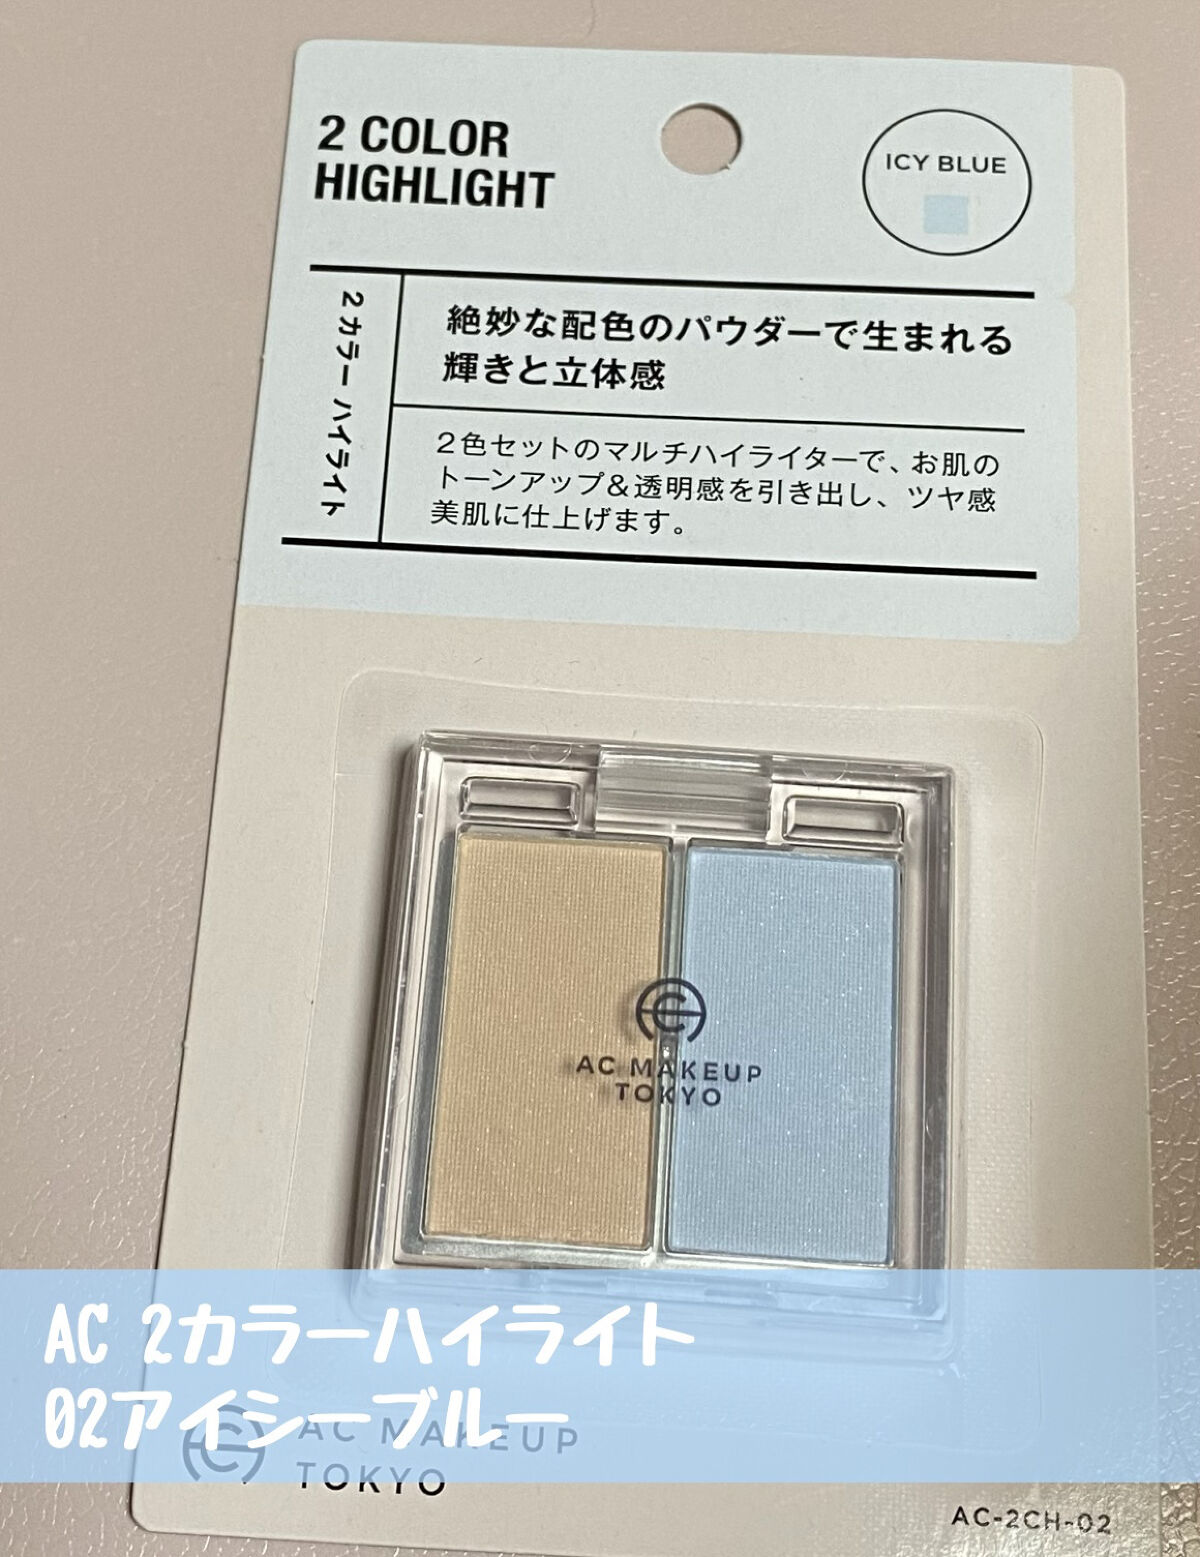 2 COLOR
HIGHLIGHT
ICY BLUE
2カラー ハイライト
絶妙な配色のパウダーで生まれる
輝きと立体感
2色セットのマルチハイライターで、お肌の
トーンアップ&透明感を引き出し、ツヤ感
美肌に仕上げます。
AC MAKEUP
TOKYO
AC 2カラーハイライト
02アイシーブルー
AC MAKEUP
TOKYO
AC-2CH-02